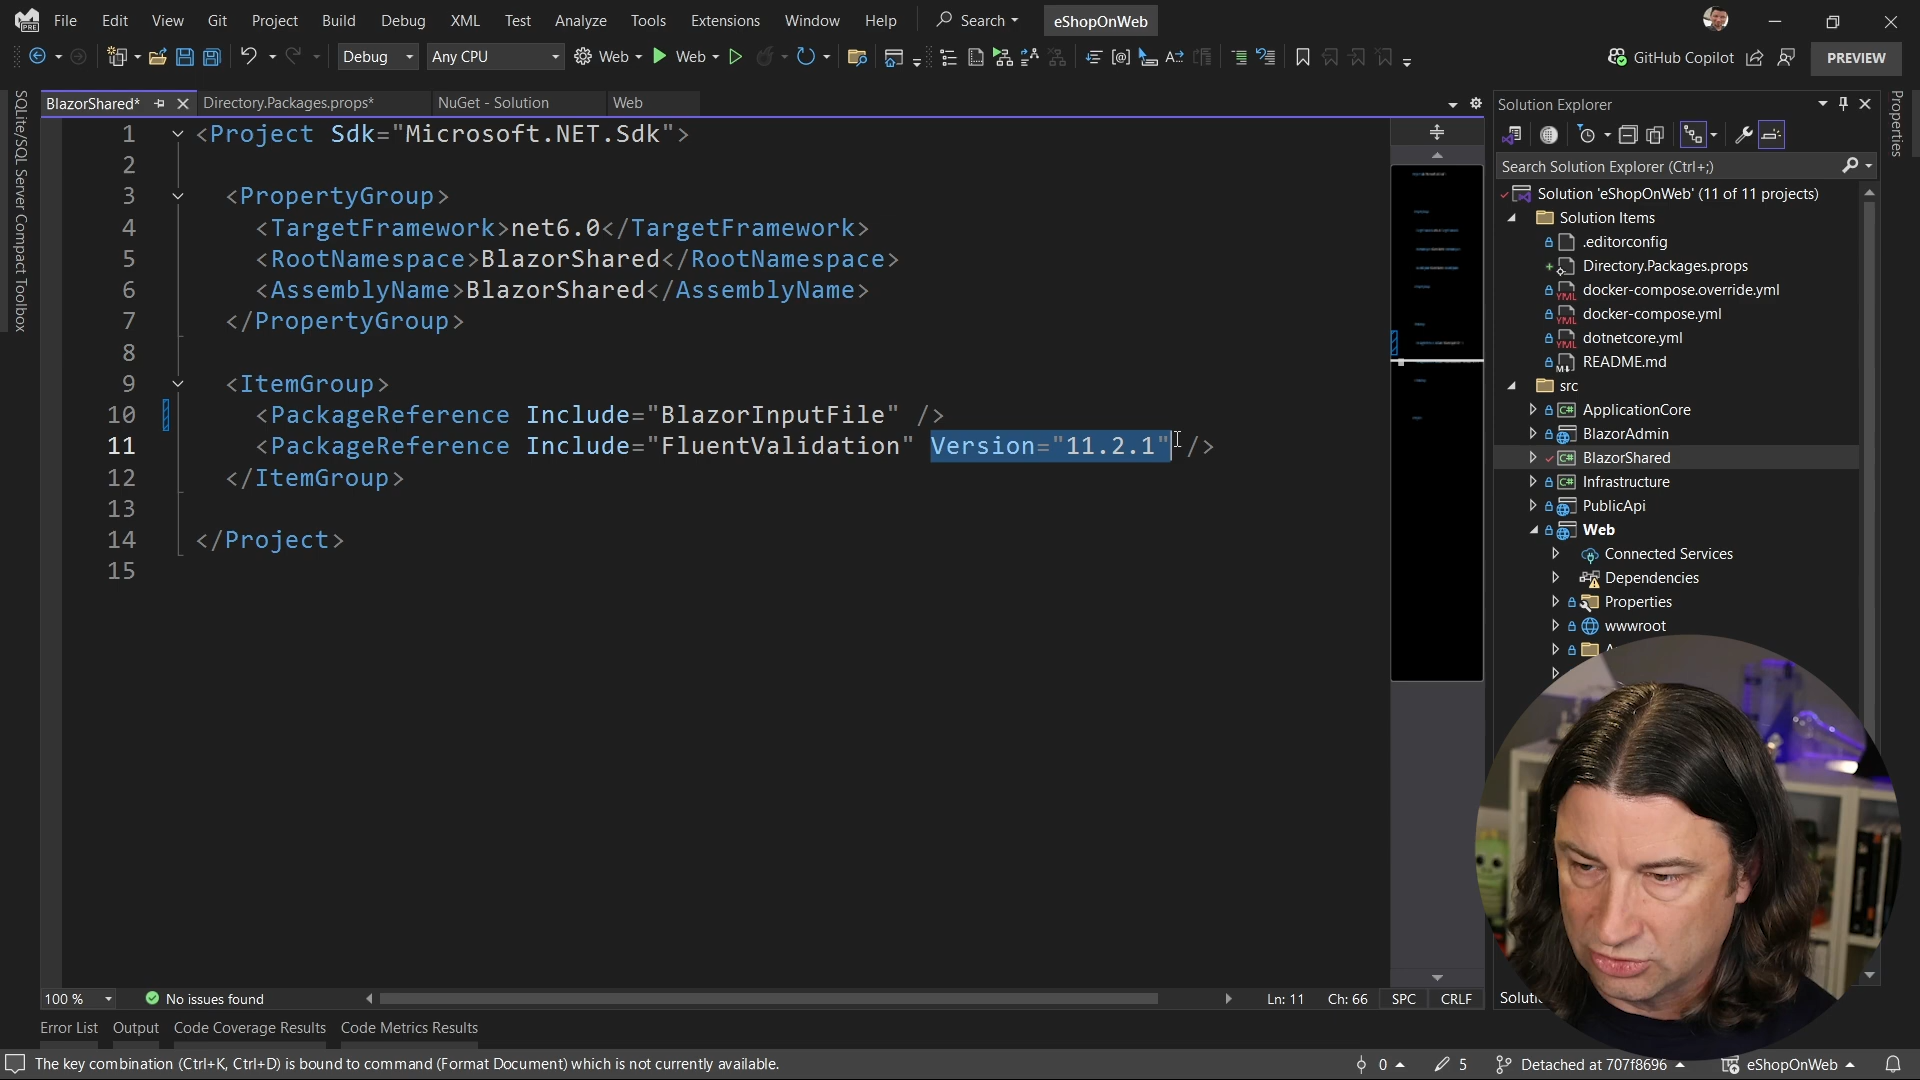 File Edit View Git Project Build Debug XML Test Analyze Tools Extensions Window Help Search eShopOnWeb
PRE
Debug Any CPU Web Web GitHub Copilot PREVIEW
SQLite/SQL Server Compact Toolbox
BlazorShared* Directory.Packages.props* NuGet - Solution Web
1 <Project Sdk="Microsoft.NET.Sdk">
2
3 <PropertyGroup>
4 <TargetFramework>net6.0</TargetFramework>
5 <RootNamespace>BlazorShared</RootNamespace>
6 <AssemblyName>BlazorShared</AssemblyName>
7 </PropertyGroup>
8
9 <ItemGroup>
10 <PackageReference Include="BlazorInputFile" />
11 <PackageReference Include="FluentValidation" Version="11.2.1" />
12 </ItemGroup>
13
14 </Project>
15
Solution Explorer
Properties
Search Solution Explorer (Ctrl+;)
Solution 'eShopOnWeb' (11 of 11 projects)
Solution Items
.editorconfig
Directory.Packages.props
docker-compose.override.yml
docker-compose.yml
dotnetcore.yml
README.md
src
ApplicationCore
BlazorAdmin
BlazorShared
Infrastructure
PublicApi
Web
Connected Services
Dependencies
Properties
wwwroot
100 % No issues found Ln: 11 Ch: 66 SPC CRLF
Error List Output Code Coverage Results Code Metrics Results
The key combination (Ctrl+K, Ctrl+D) is bound to command (Format Document) which is not currently available. 0 5 Detached at 707f8696 eShopOnWeb